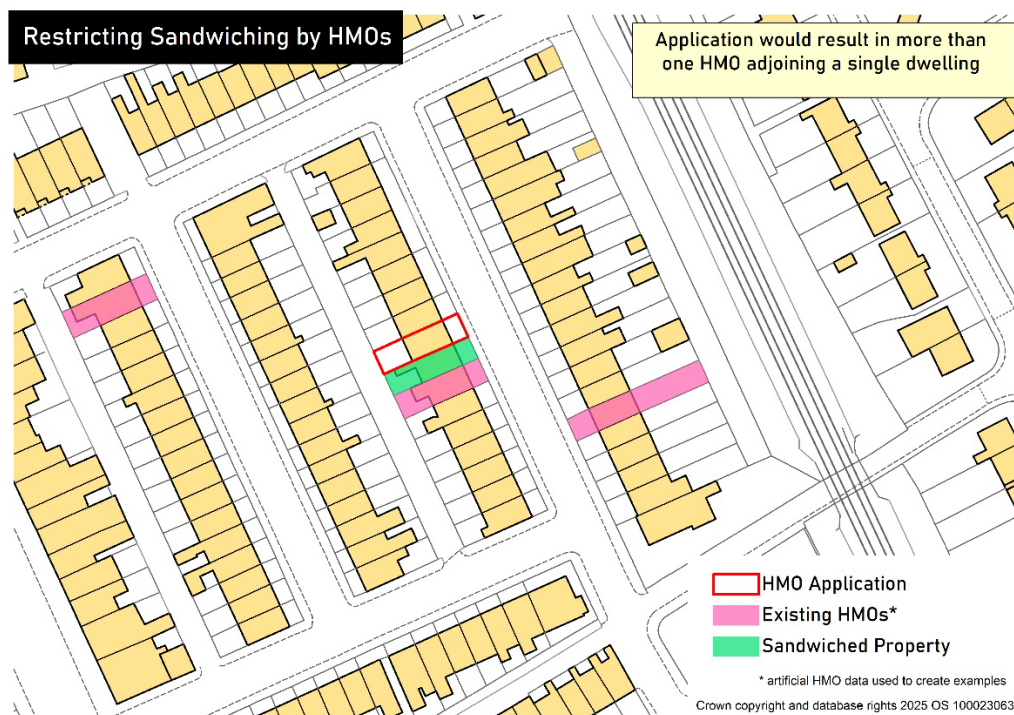 Restricting Sandwiching by HMOs
Application would result in more than
one HMO adjoining a single dwelling
HMO Application
Existing HMOs*
Sandwiched Property
* artificial HMO data used to create examples
Crown copyright and database rights 2025 OS 100023063